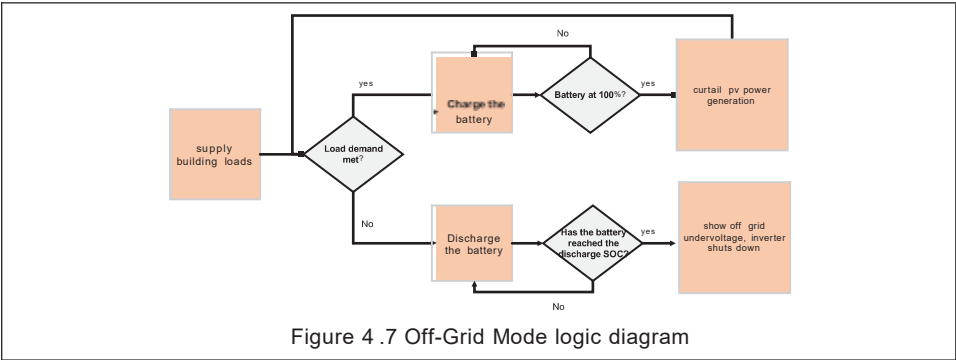 supply
building loads
Load demand
met?
yes
Charge the
battery
No
Battery at 100%?
yes
curtail pv power
generation
No
Discharge
the battery
Has the battery
reached the
discharge SOC?
yes
No
show off grid
undervoltage, inverter
shuts down
Figure 4 .7 Off-Grid Mode logic diagram